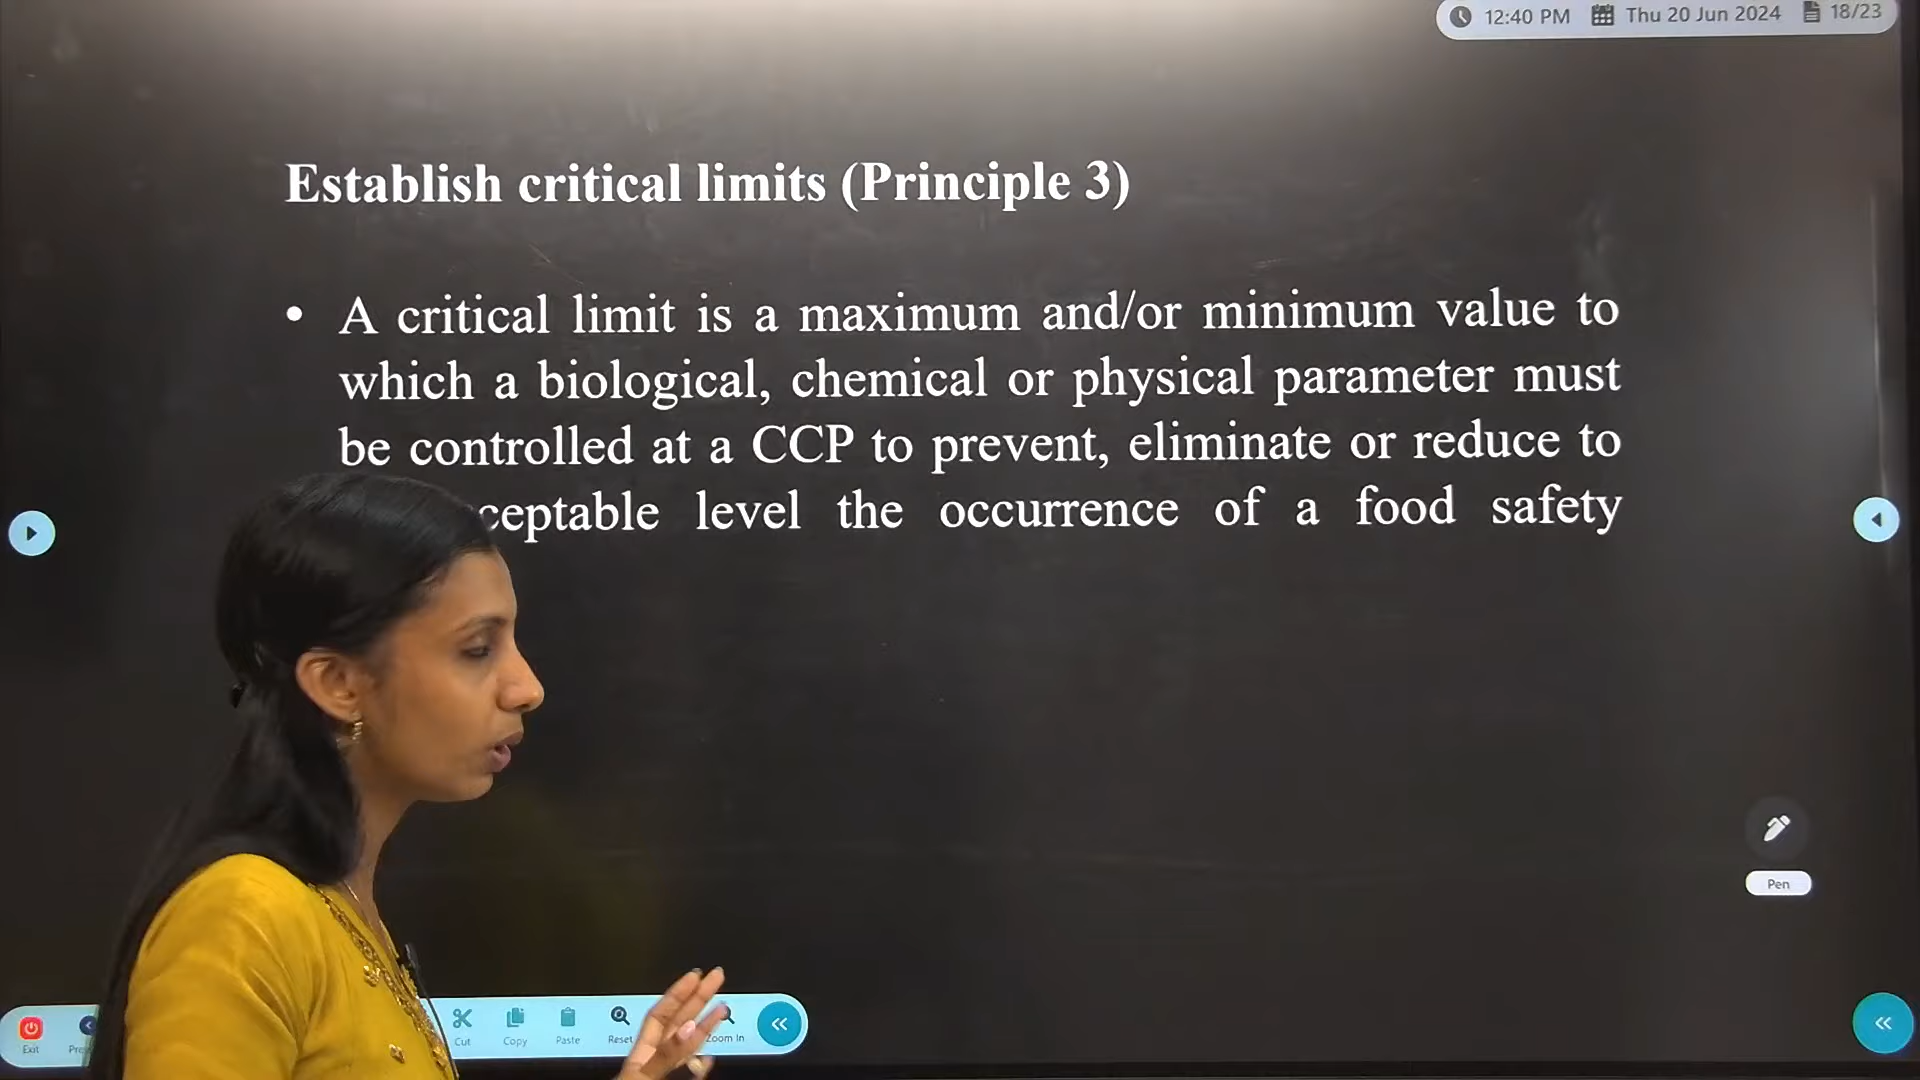 12:40 PM Thu 20 Jun 2024 18/23
Establish critical limits (Principle 3)
• A critical limit is a maximum and/or minimum value to
which a biological, chemical or physical parameter must
be controlled at a CCP to prevent, eliminate or reduce to
level the occurrence of a food safety
Pen
Exit Cut Copy Paste Reset Zoom In